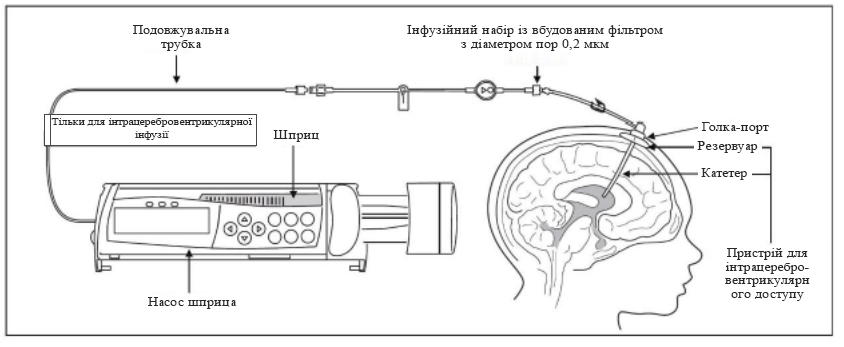 Подовжувальна
трубка
Інфузійний набір із вбудованим фільтром
з діаметром пор 0,2 мкм
Тільки для інтрацеребровентрикулярної
інфузії
Шприц
Голка-порт
Резервуар
Катетер
Пристрій для
інтрацеребро-
вентрикулярн
ого доступу
Насос шприца